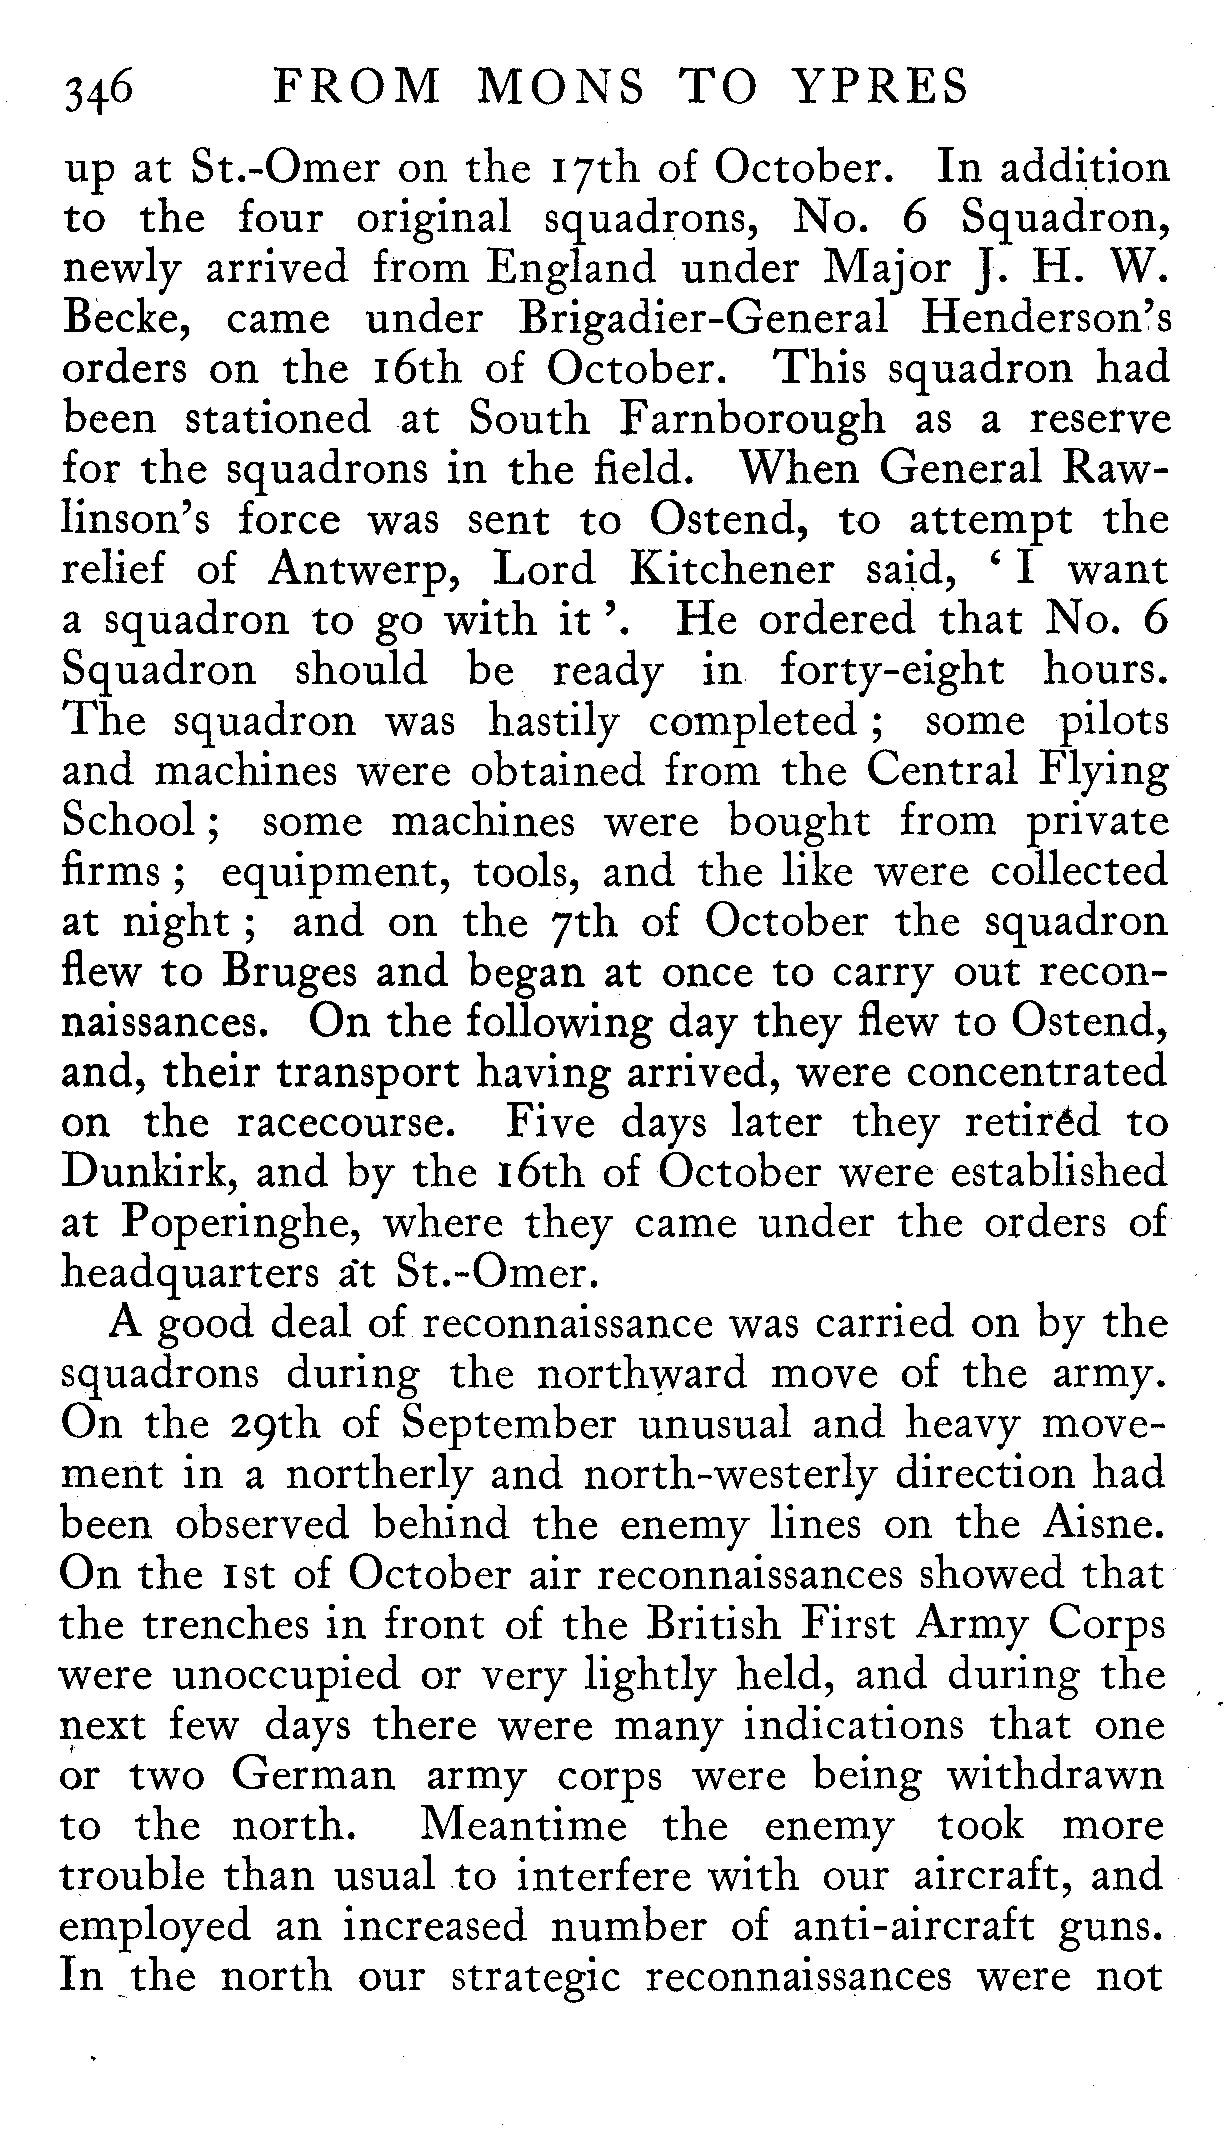 346 FROM MONS TO YPRES
up at St.-Omer on the 17th of October. In addition
to the four original squadrons, No. 6 Squadron,
newly arrived from England under Major J. H. W.
Becke, came under Brigadier-General Henderson's
orders on the 16th of October. This squadron had
been stationed at South Farnborough as a reserve
for the squadrons in the field. When General Raw-
linson's force was sent to Ostend, to attempt the
relief of Antwerp, Lord Kitchener said, ‘ I want
a squadron to go with it ’. He ordered that No. 6
Squadron should be ready in forty-eight hours.
The squadron was hastily completed ; some pilots
and machines were obtained from the Central Flying
School ; some machines were bought from private
firms ; equipment, tools, and the like were collected
at night ; and on the 7th of October the squadron
flew to Bruges and began at once to carry out recon-
naissances. On the following day they flew to Ostend,
and, their transport having arrived, were concentrated
on the racecourse. Five days later they retired to
Dunkirk, and by the 16th of October were established
at Poperinghe, where they came under the orders of
headquarters at St.-Omer.
A good deal of reconnaissance was carried on by the
squadrons during the northward move of the army.
On the 29th of September unusual and heavy move-
ment in a northerly and north-westerly direction had
been observed behind the enemy lines on the Aisne.
On the 1st of October air reconnaissances showed that
the trenches in front of the British First Army Corps
were unoccupied or very lightly held, and during the
next few days there were many indications that one
or two German army corps were being withdrawn
to the north. Meantime the enemy took more
trouble than usual to interfere with our aircraft, and
employed an increased number of anti-aircraft guns.
In the north our strategic reconnaissances were not